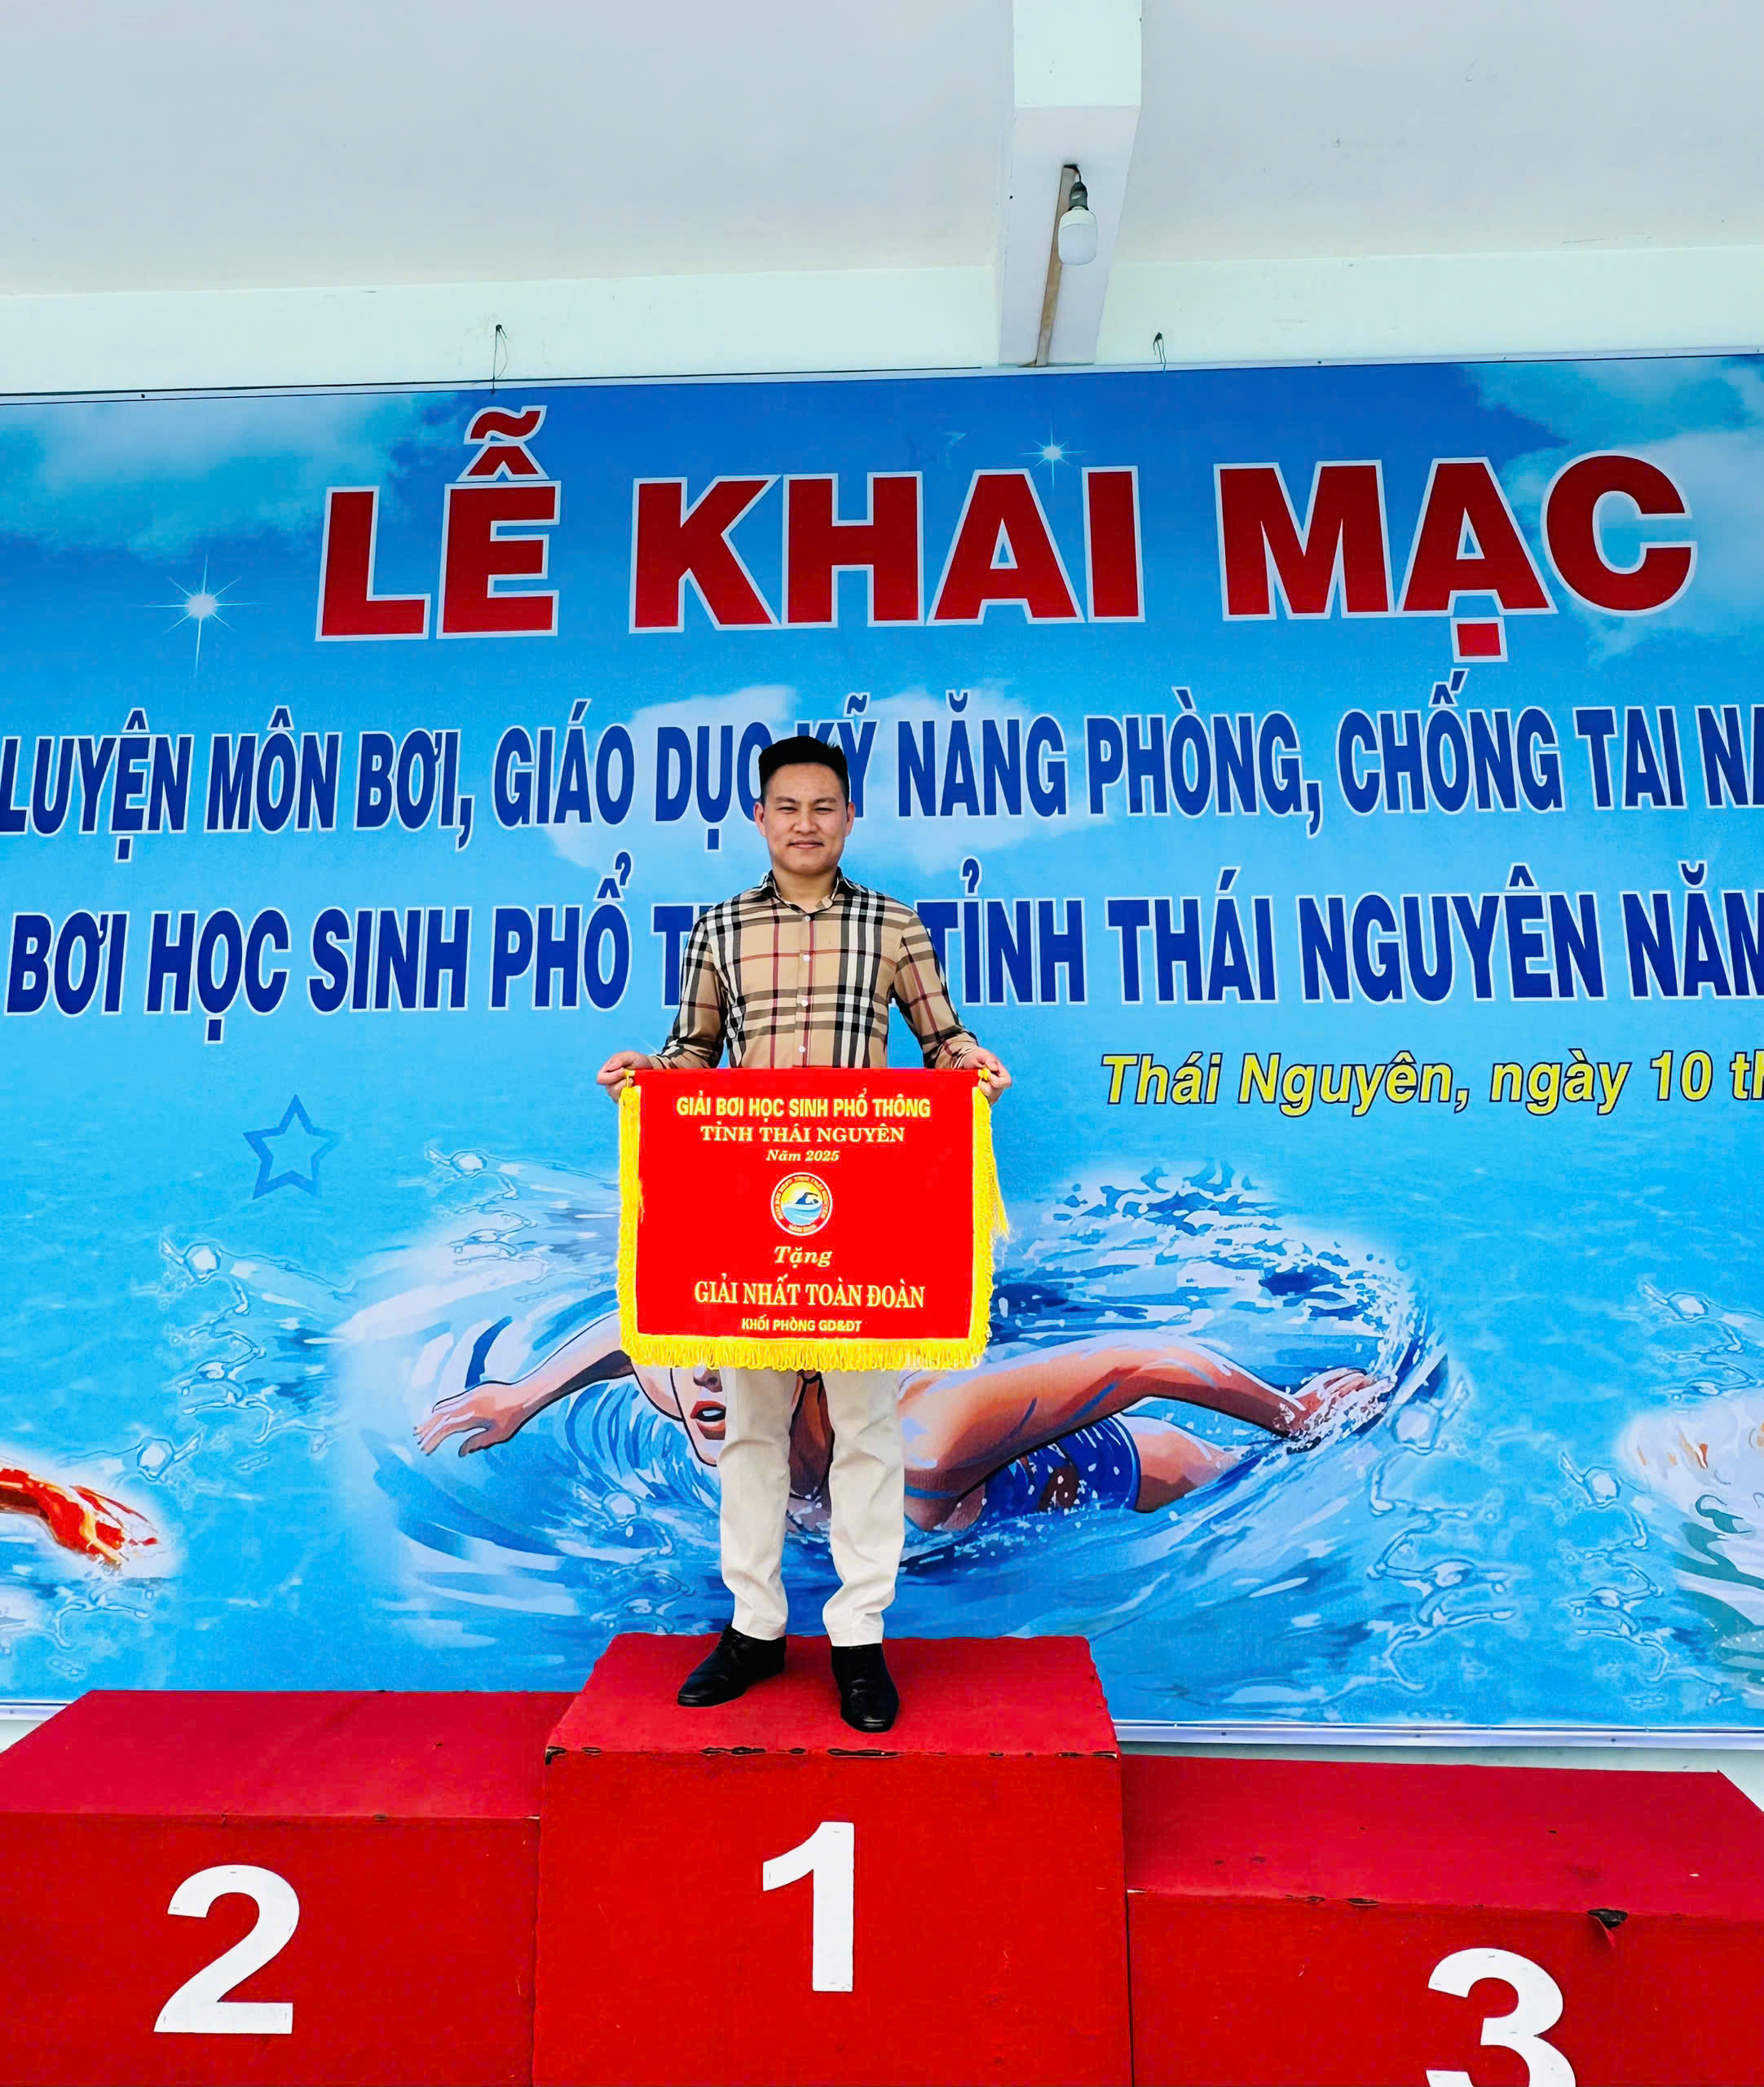 LỄ KHAI MẠC
LUYỆN MÔN BƠI, GIÁO DỤC KỸ NĂNG PHÒNG, CHỐNG TAI
BƠI HỌC SINH PHỔ TỈNH THÁI NGUYÊN NĂM
Thái Nguyên, ngày 10
GIẢI BƠI HỌC SINH PHỔ THÔNG
TỈNH THÁI NGUYÊN
Năm 2025
Tặng
GIẢI NHẤT TOÀN ĐOÀN
KHỐI PHÒNG GD&ĐT
2
1
3